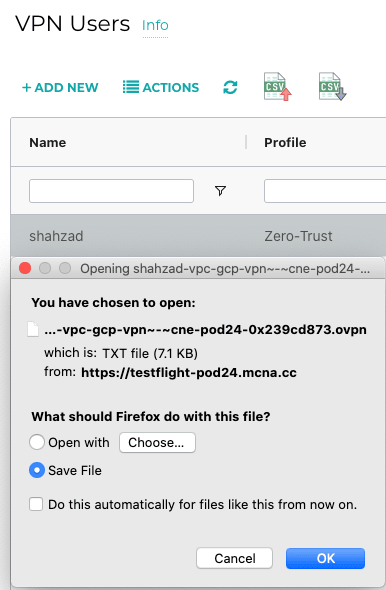 VPN Users Info
+ ADD NEW ACTIONS CSV CSV
Name Profile
shahzad Zero-Trust
Opening shahzad-vpc-gcp-vpn~-~cne-pod24-...
You have chosen to open:
...-vpc-gcp-vpn~-~cne-pod24-0x239cd873.ovpn
which is: TXT file (7.1 KB)
from: https://testflight-pod24.mcna.cc
What should Firefox do with this file?
Open with Choose...
Save File
Do this automatically for files like this from now on.
Cancel OK